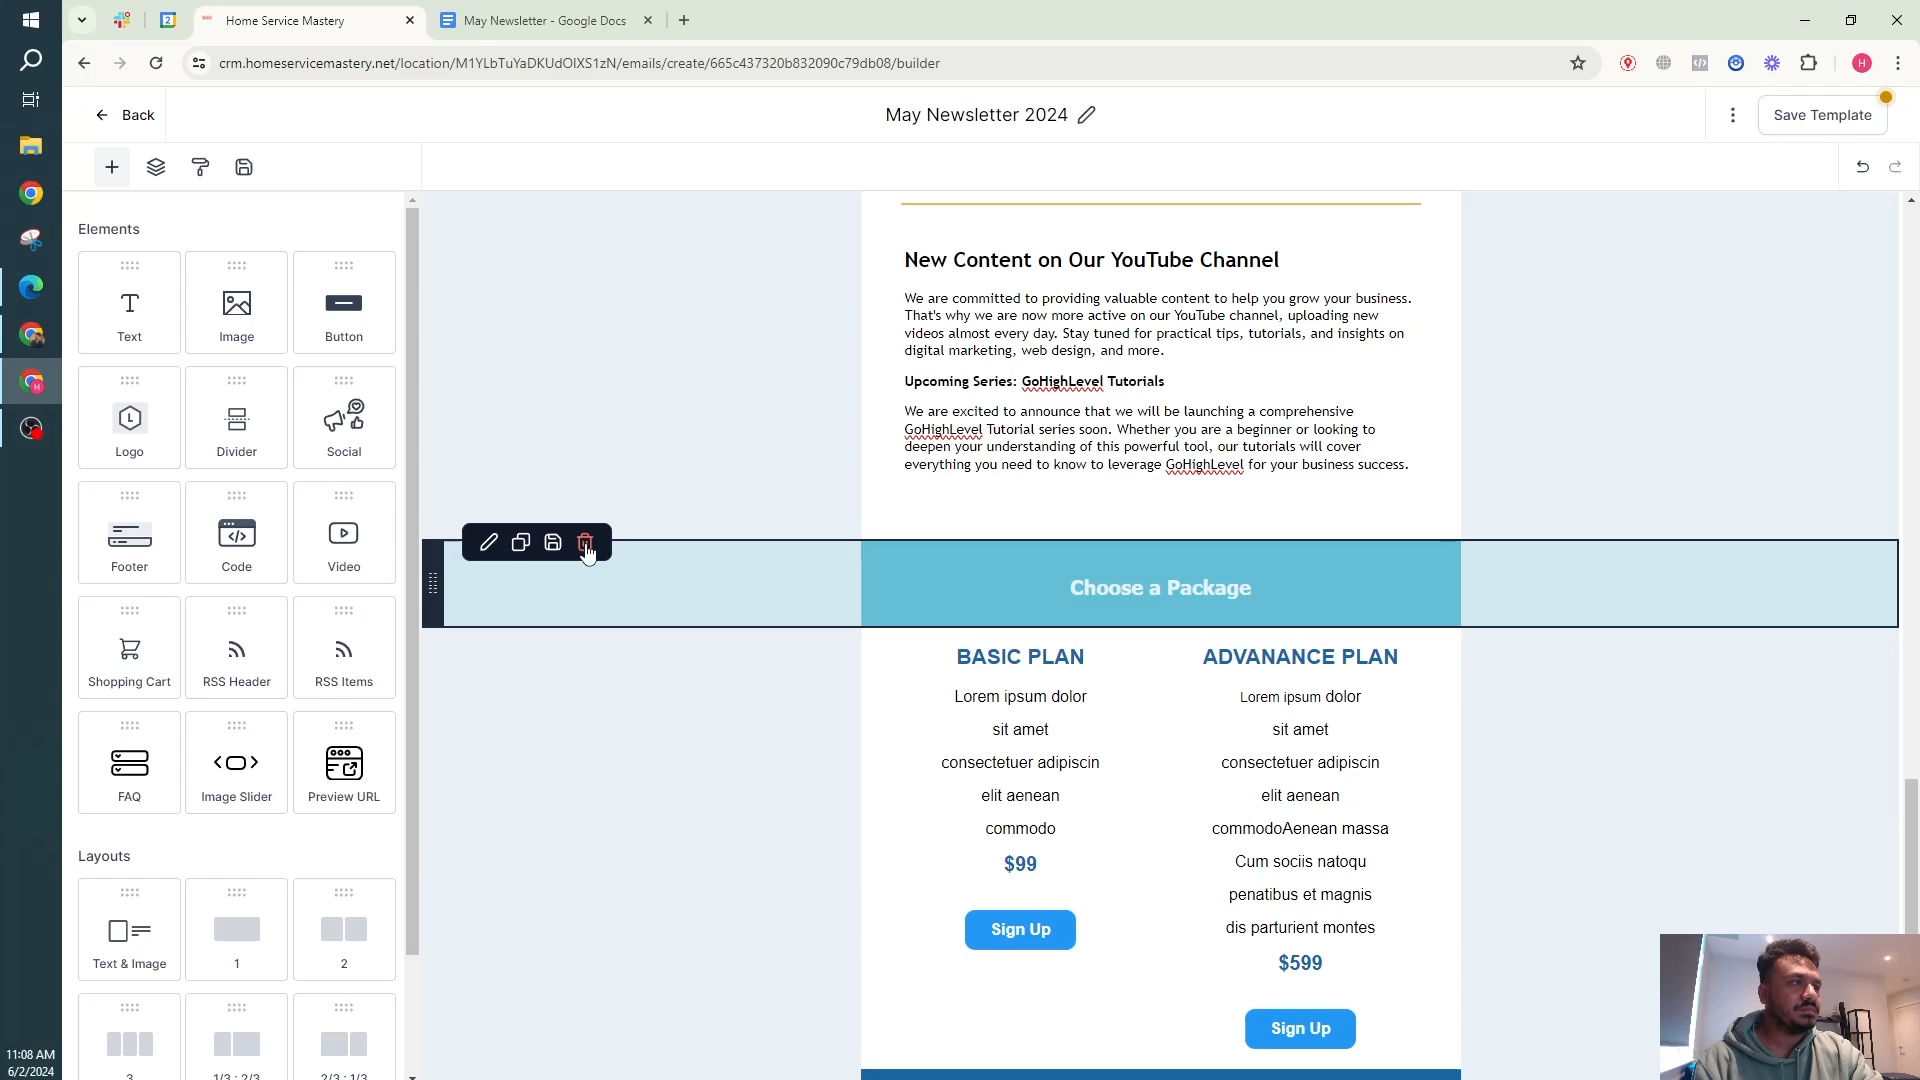 Home Service Mastery
May Newsletter - Google Docs
crm.homeservicemastery.net/location/M1YLbTuYaDKUdOIXS1zN/emails/create/665c437320b832090c79db08/builder
H
Back
May Newsletter 2024
Save Template
Elements
Text
Image
Button
Logo
Divider
Social
Footer
Code
Video
Shopping Cart
RSS Header
RSS Items
FAQ
Image Slider
Preview URL
Layouts
Text & Image
1
2
3
1/3 : 2/3
2/3 : 1/3
New Content on Our YouTube Channel
We are committed to providing valuable content to help you grow your business.
That's why we are now more active on our YouTube channel, uploading new
videos almost every day. Stay tuned for practical tips, tutorials, and insights on
digital marketing, web design, and more.
Upcoming Series: GoHighLevel Tutorials
We are excited to announce that we will be launching a comprehensive
GoHighLevel Tutorial series soon. Whether you are a beginner or looking to
deepen your understanding of this powerful tool, our tutorials will cover
everything you need to know to leverage GoHighLevel for your business success.
Choose a Package
BASIC PLAN
Lorem ipsum dolor
sit amet
consectetuer adipiscin
elit aenean
commodo
$99
Sign Up
ADVANANCE PLAN
Lorem ipsum dolor
sit amet
consectetuer adipiscin
elit aenean
commodoAenean massa
Cum sociis natoqu
penatibus et magnis
dis parturient montes
$599
Sign Up
11:08 AM
6/2/2024